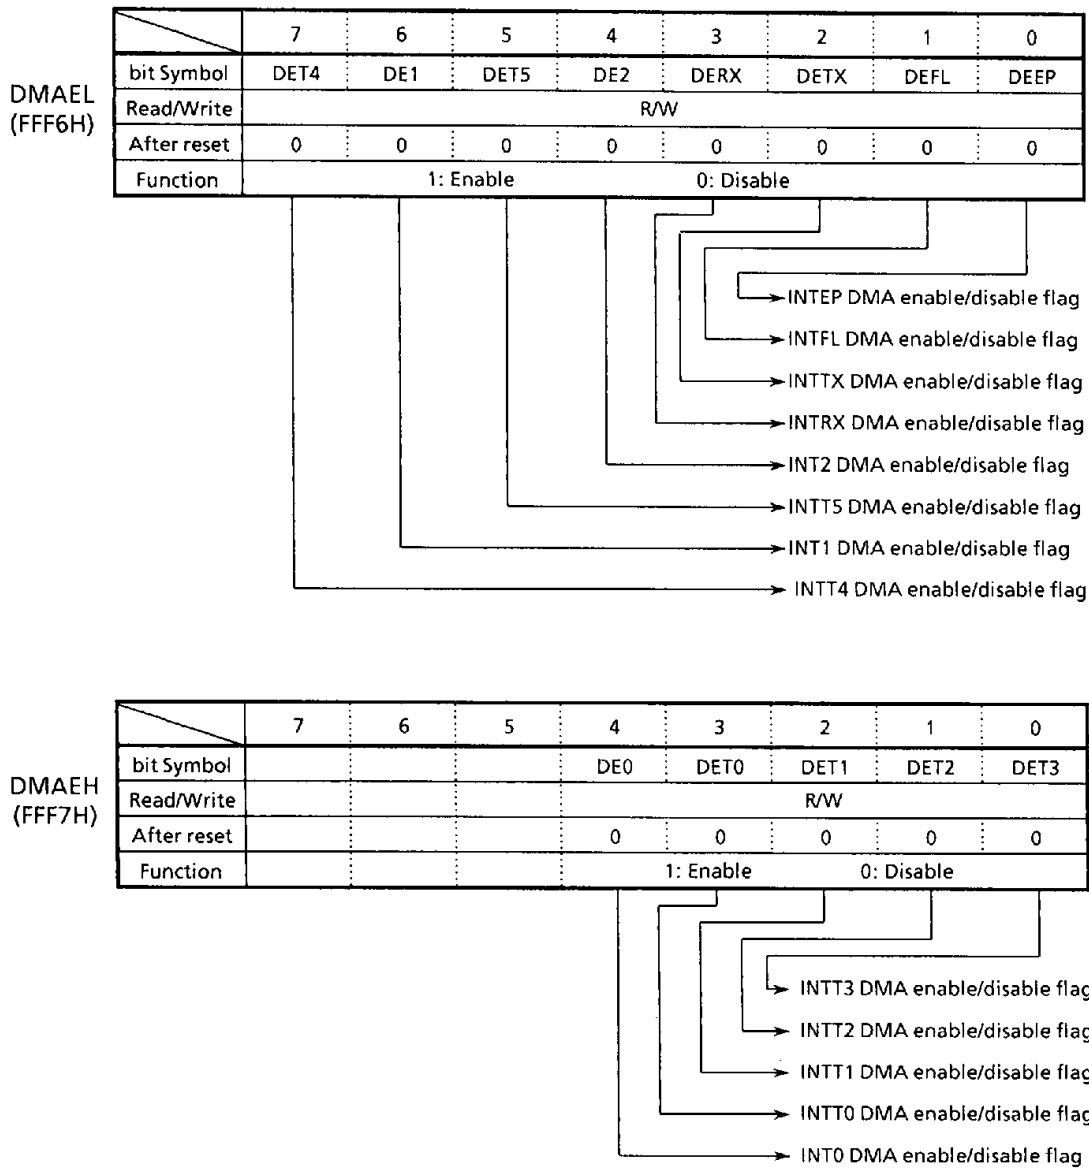 7 6 5 4 3 2 1 0
DMAEL
(FFF6H)
bit Symbol DET4 DE1 DET5 DE2 DERX DETX DEFL DEEP
Read/Write R/W
After reset 0 0 0 0 0 0 0 0
Function 1: Enable 0: Disable
INTEP DMA enable/disable flag
INTFL DMA enable/disable flag
INTTX DMA enable/disable flag
INTRX DMA enable/disable flag
INT2 DMA enable/disable flag
INTT5 DMA enable/disable flag
INT1 DMA enable/disable flag
INTT4 DMA enable/disable flag
7 6 5 4 3 2 1 0
DMAEH
(FFF7H)
bit Symbol DE0 DET0 DET1 DET2 DET3
Read/Write R/W
After reset 0 0 0 0 0
Function 1: Enable 0: Disable
INTT3 DMA enable/disable flag
INTT2 DMA enable/disable flag
INTT1 DMA enable/disable flag
INTT0 DMA enable/disable flag
INT0 DMA enable/disable flag